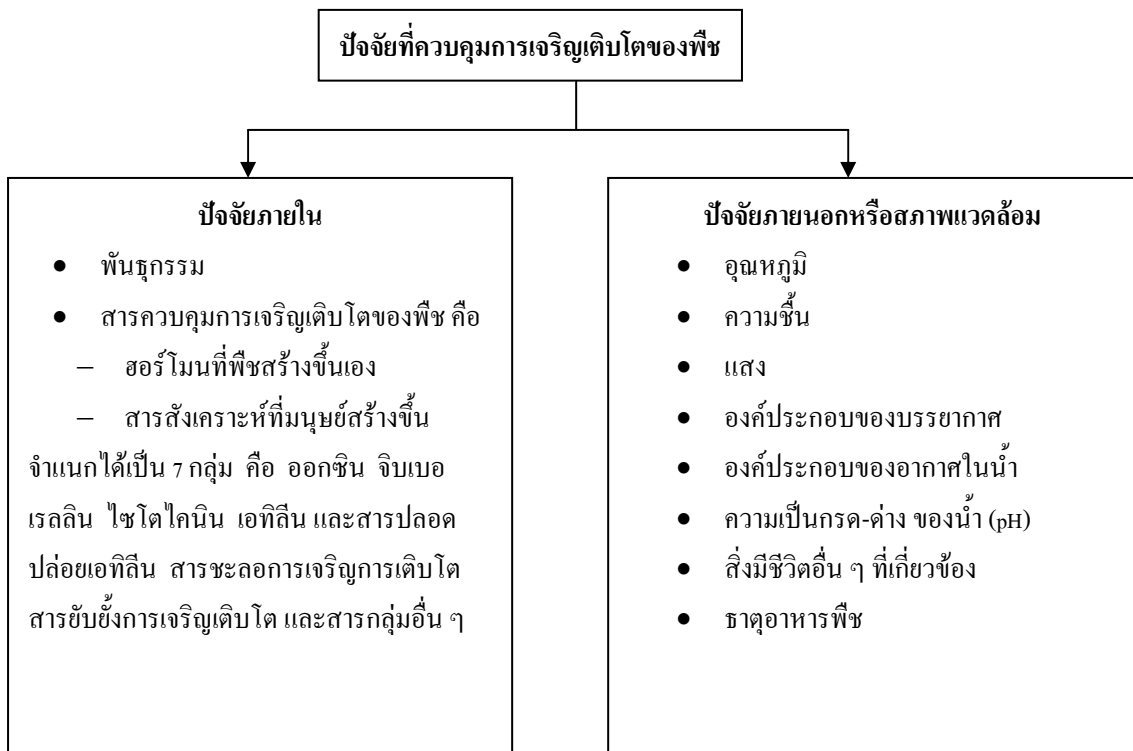 ปัจจัยที่ควบคุมการเจริญเติบโตของพืช
ปัจจัยภายใน
● พันธุกรรม
● สารควบคุมการเจริญเติบโตของพืช คือ
– ฮอร์โมนที่พืชสร้างขึ้นเอง
– สารสังเคราะห์ที่มนุษย์สร้างขึ้น
จำแนกได้เป็น 7 กลุ่ม คือ ออกซิน จิบเบอ
เรลลิน ไซโตไคนิน เอทิลีน และสารปลอด
ปล่อยเอทิลีน สารชะลอการเจริญการเติบโต
สารยับยั้งการเจริญเติบโต และสารกลุ่มอื่น ๆ
ปัจจัยภายนอกหรือสภาพแวดล้อม
● อุณหภูมิ
● ความชื้น
● แสง
● องค์ประกอบของบรรยากาศ
● องค์ประกอบของอากาศในน้ำ
● ความเป็นกรด-ด่าง ของน้ำ (pH)
● สิ่งมีชีวิตอื่น ๆ ที่เกี่ยวข้อง
● ธาตุอาหารพืช